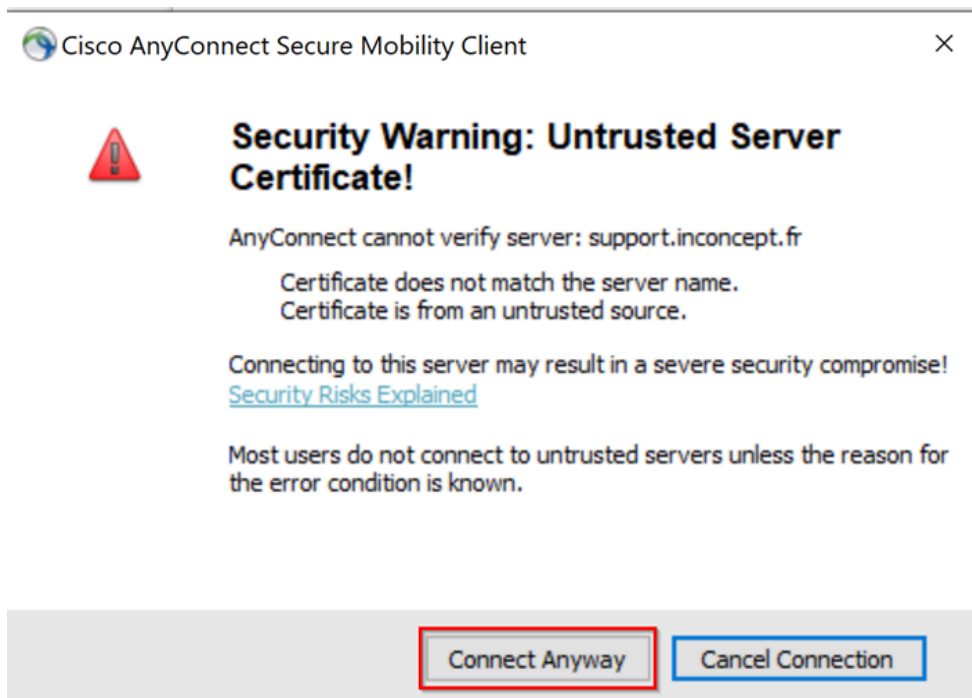 Cisco AnyConnect Secure Mobility Client
Security Warning: Untrusted Server
Certificate!
AnyConnect cannot verify server: support.inconcept.fr
Certificate does not match the server name.
Certificate is from an untrusted source.
Connecting to this server may result in a severe security compromise!
Security Risks Explained
Most users do not connect to untrusted servers unless the reason for
the error condition is known.
Connect Anyway
Cancel Connection